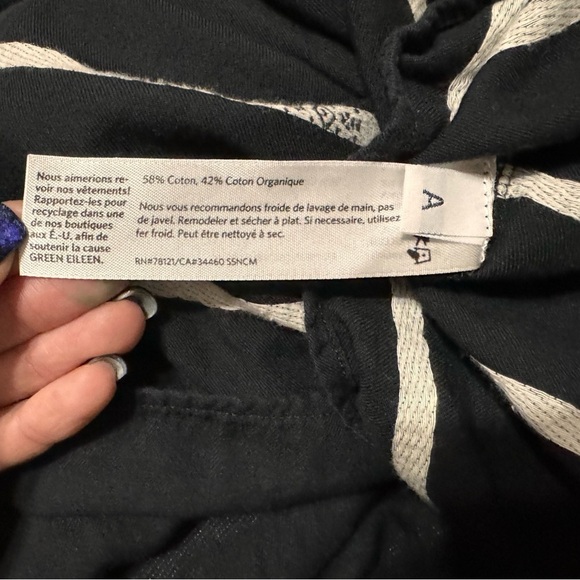 Nous aimerions re-
voir nos vêtements!
Rapportez-les pour
recyclage dans une
de nos boutiques
aux É.-U. afin de
soutenir la cause
GREEN EILEEN.
58% Coton, 42% Coton Organique
Nous vous recommandons froide de lavage de main, pas
de javel. Remodeler et sécher à plat. Si necessaire, utilisez
fer froid. Peut être nettoyé à sec.
RN#78121/CA#34460 SSNCM
A